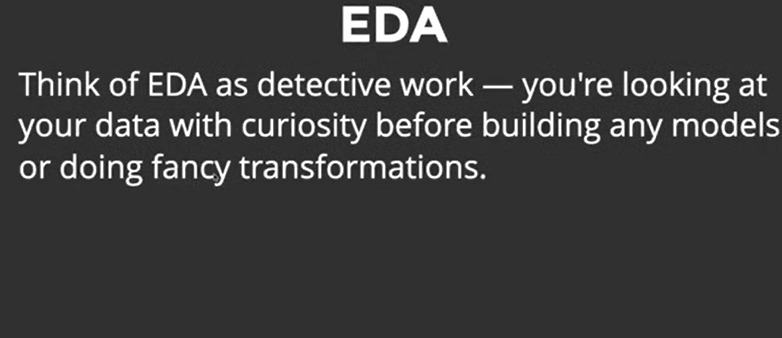 EDA
Think of EDA as detective work — you're looking at
your data with curiosity before building any models
or doing fancy transformations.